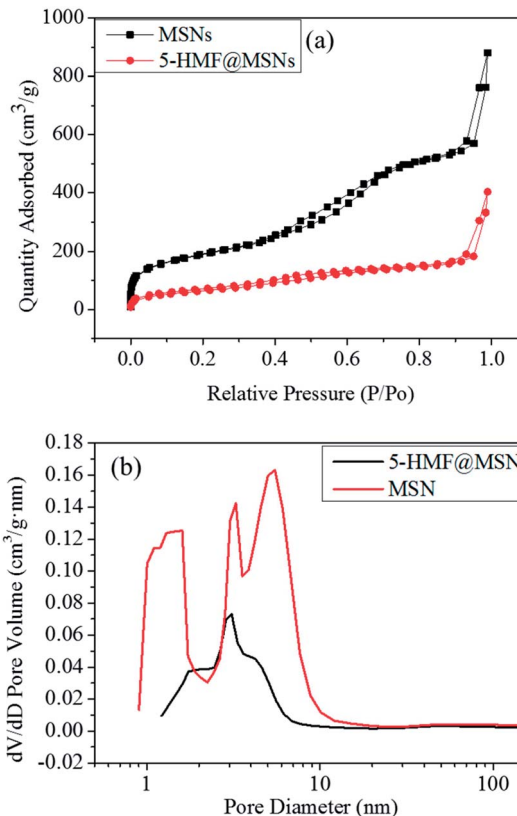 MSNs
(a)
5-HMF@MSNs
1000
800
600
400
200
0
Quantity Adsorbed (cm³/g)
0.0 0.2 0.4 0.6 0.8 1.0
Relative Pressure (P/Po)
0.18
0.16
0.14
0.12
0.10
0.08
0.06
0.04
0.02
0.00
-0.02
(b)
5-HMF@MSN
MSN
dV/dD Pore Volume (cm³/g·nm)
1 10 100
Pore Diameter (nm)